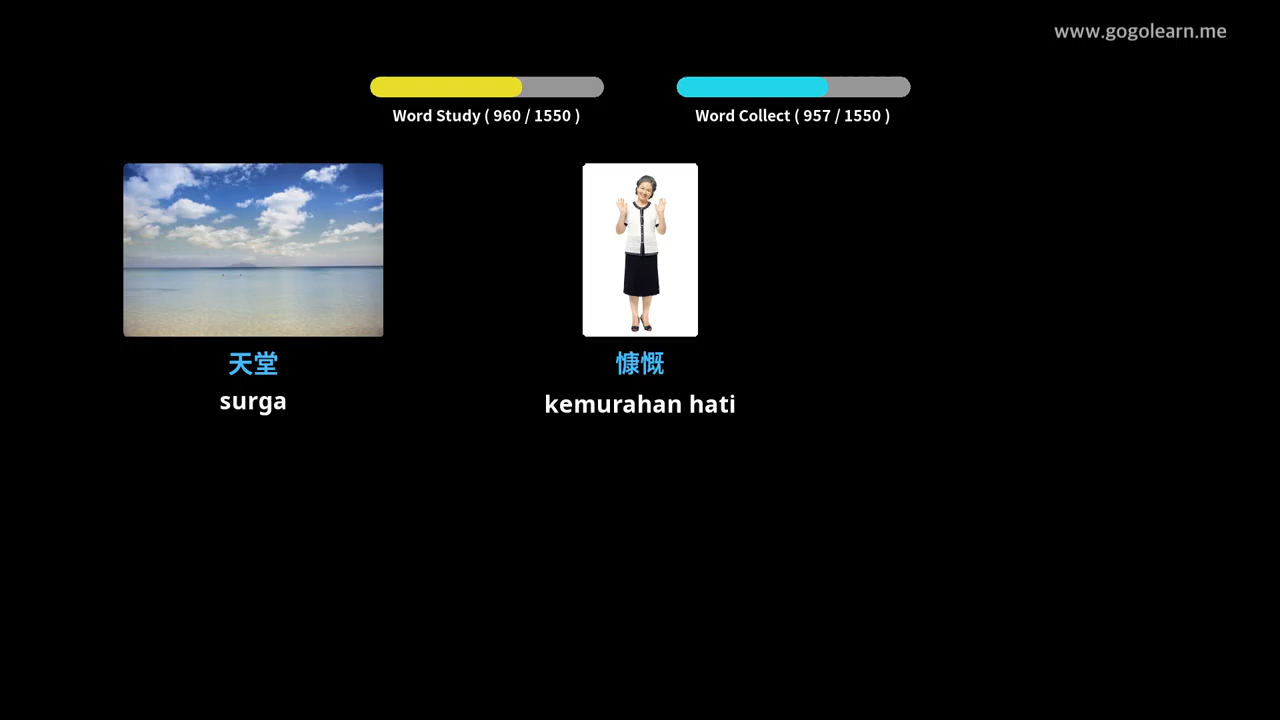 www.gogolearn.me
Word Study ( 960 / 1550 )
Word Collect ( 957 / 1550 )
天堂
surga
慷慨
kemurahan hati